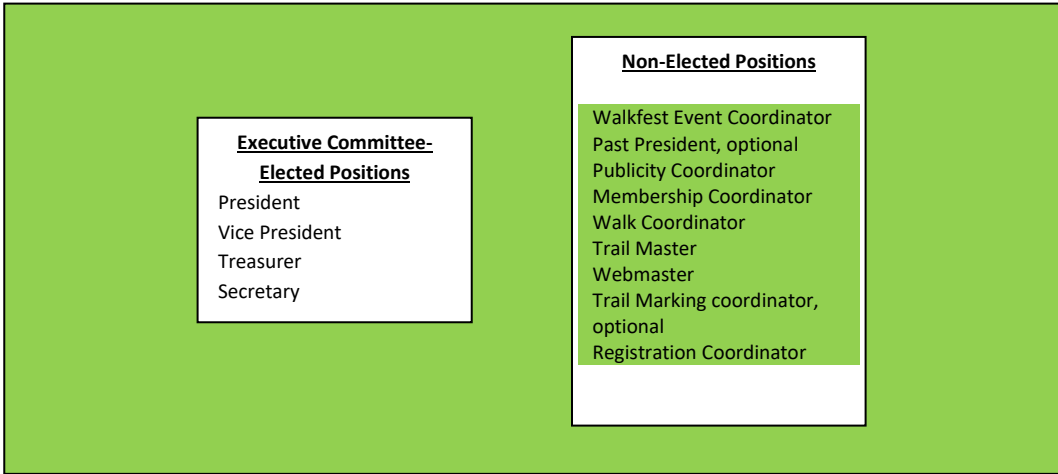 Executive Committee-
Elected Positions
President
Vice President
Treasurer
Secretary
Non-Elected Positions
Walkfest Event Coordinator
Past President, optional
Publicity Coordinator
Membership Coordinator
Walk Coordinator
Trail Master
Webmaster
Trail Marking coordinator,
optional
Registration Coordinator